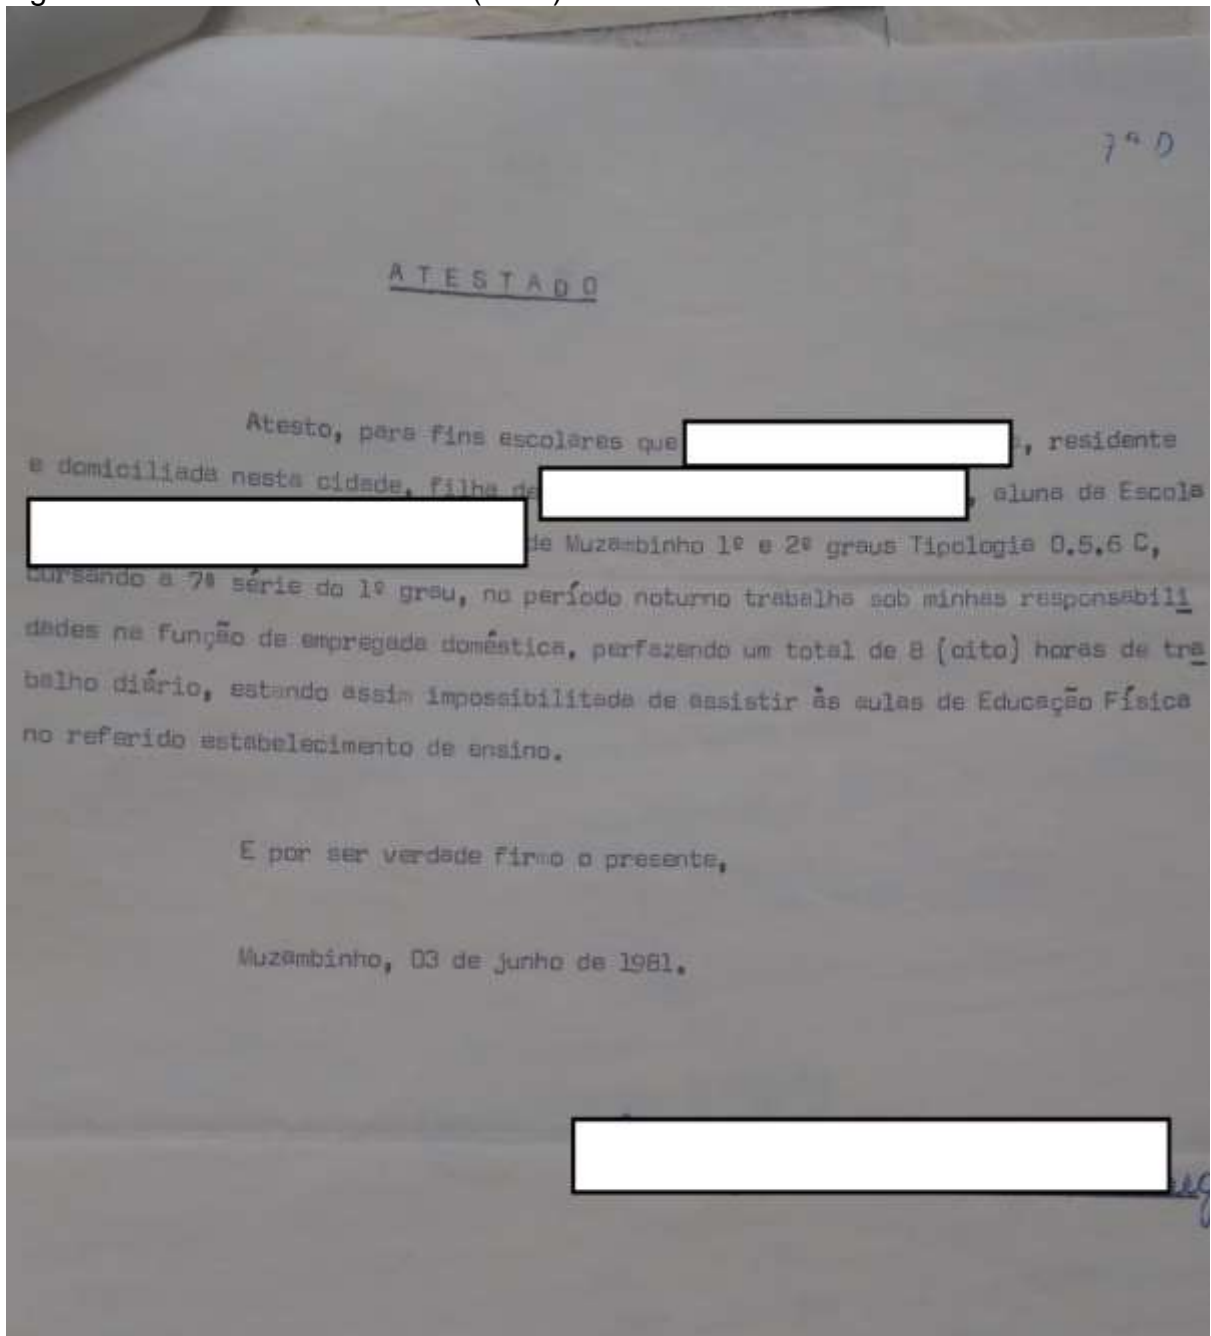 7ª D
ATESTADO
Atesto, para fins escolares que , residente
e domiciliada nesta cidade, filha de , aluna da Escola
de Muzambinho 1º e 2º graus Tipologia 0.5.6 C,
cursando a 7ª série do 1º grau, no período noturno trabalha sob minhas responsabili
dades na função de empregada doméstica, perfazendo um total de 8 (oito) horas de tra
balho diário, estando assim impossibilitada de assistir às aulas de Educação Física
no referido estabelecimento de ensino.
E por ser verdade firmo o presente,
Muzambinho, 03 de junho de 1981.